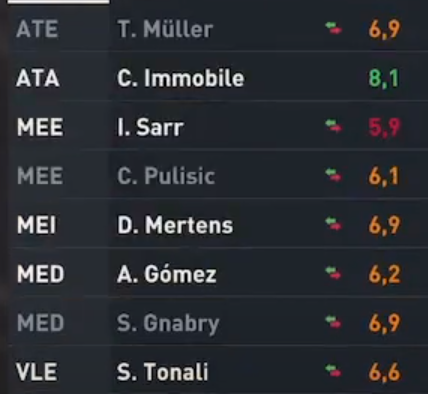 ATE T. Müller 6,9
ATA C. Immobile 8,1
MEE I. Sarr 5,9
MEE C. Pulisic 6,1
MEI D. Mertens 6,9
MED A. Gómez 6,2
MED S. Gnabry 6,9
VLE S. Tonali 6,6